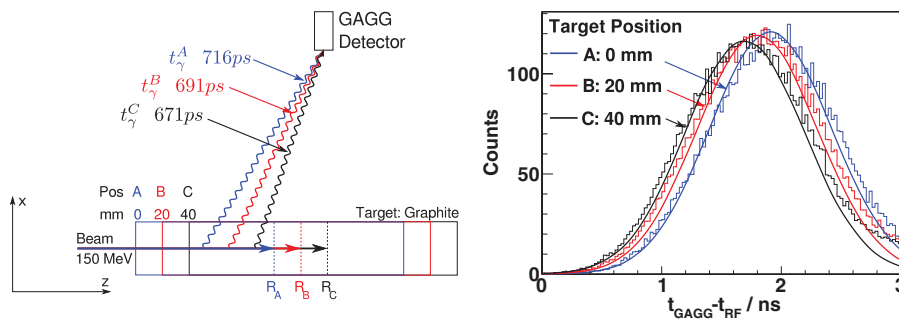 GAGG
Detector
t_γ^A 716ps
t_γ^B 691ps
t_γ^C 671ps
Pos A B C
mm 0 20 40
Target: Graphite
Beam
150 MeV
R_A R_B R_C
x
z
Target Position
A: 0 mm
B: 20 mm
C: 40 mm
Counts
100
50
0
0 1 2 3
t_GAGG-t_RF / ns